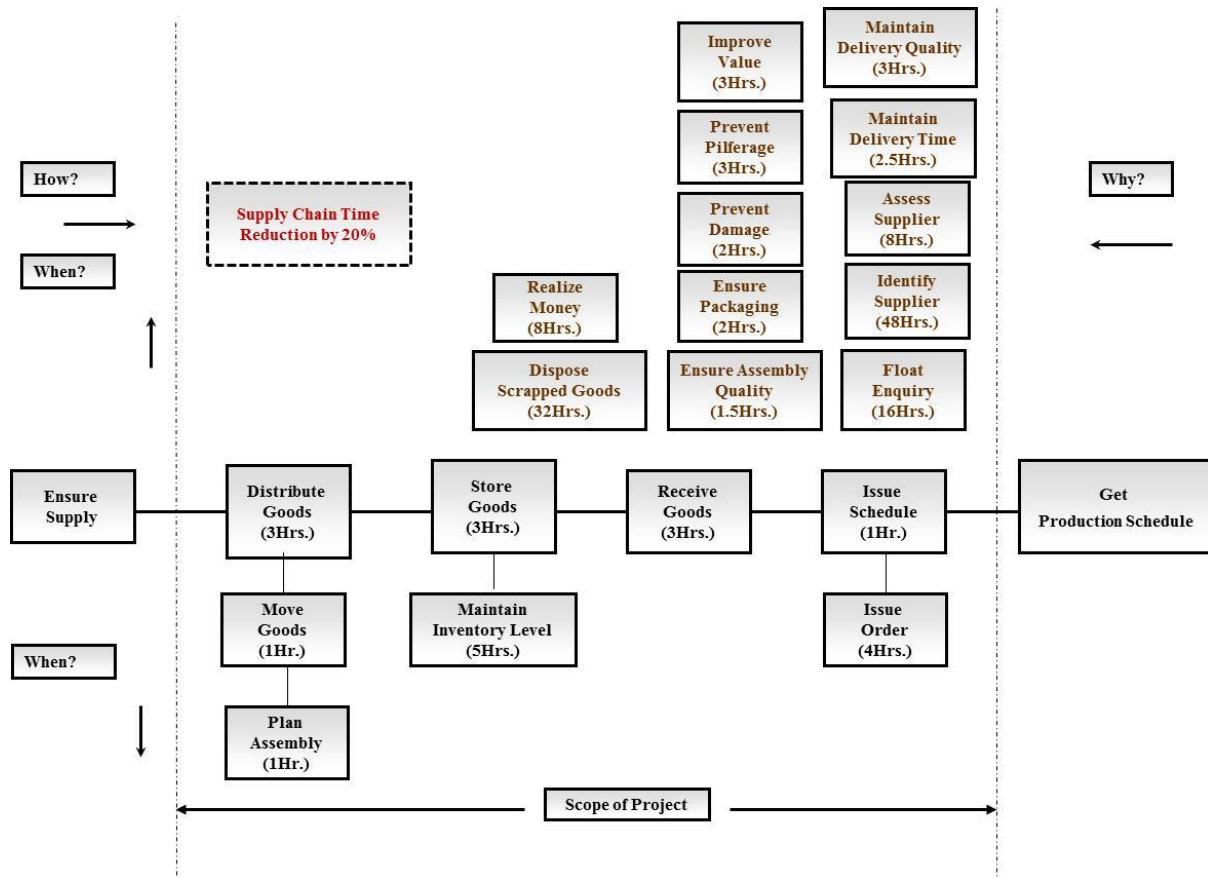 Improve
Value
(3Hrs.)
Maintain
Delivery Quality
(3Hrs.)
Prevent
Pilferage
(3Hrs.)
Maintain
Delivery Time
(2.5Hrs.)
How?
Why?
Supply Chain Time
Reduction by 20%
Prevent
Damage
(2Hrs.)
Assess
Supplier
(8Hrs.)
When?
Realize
Money
(8Hrs.)
Ensure
Packaging
(2Hrs.)
Identify
Supplier
(48Hrs.)
Dispose
Scrapped Goods
(32Hrs.)
Ensure Assembly
Quality
(1.5Hrs.)
Float
Enquiry
(16Hrs.)
Ensure
Supply
Distribute
Goods
(3Hrs.)
Store
Goods
(3Hrs.)
Receive
Goods
(3Hrs.)
Issue
Schedule
(1Hr.)
Get
Production Schedule
Move
Goods
(1Hr.)
Maintain
Inventory Level
(5Hrs.)
Issue
Order
(4Hrs.)
When?
Plan
Assembly
(1Hr.)
Scope of Project